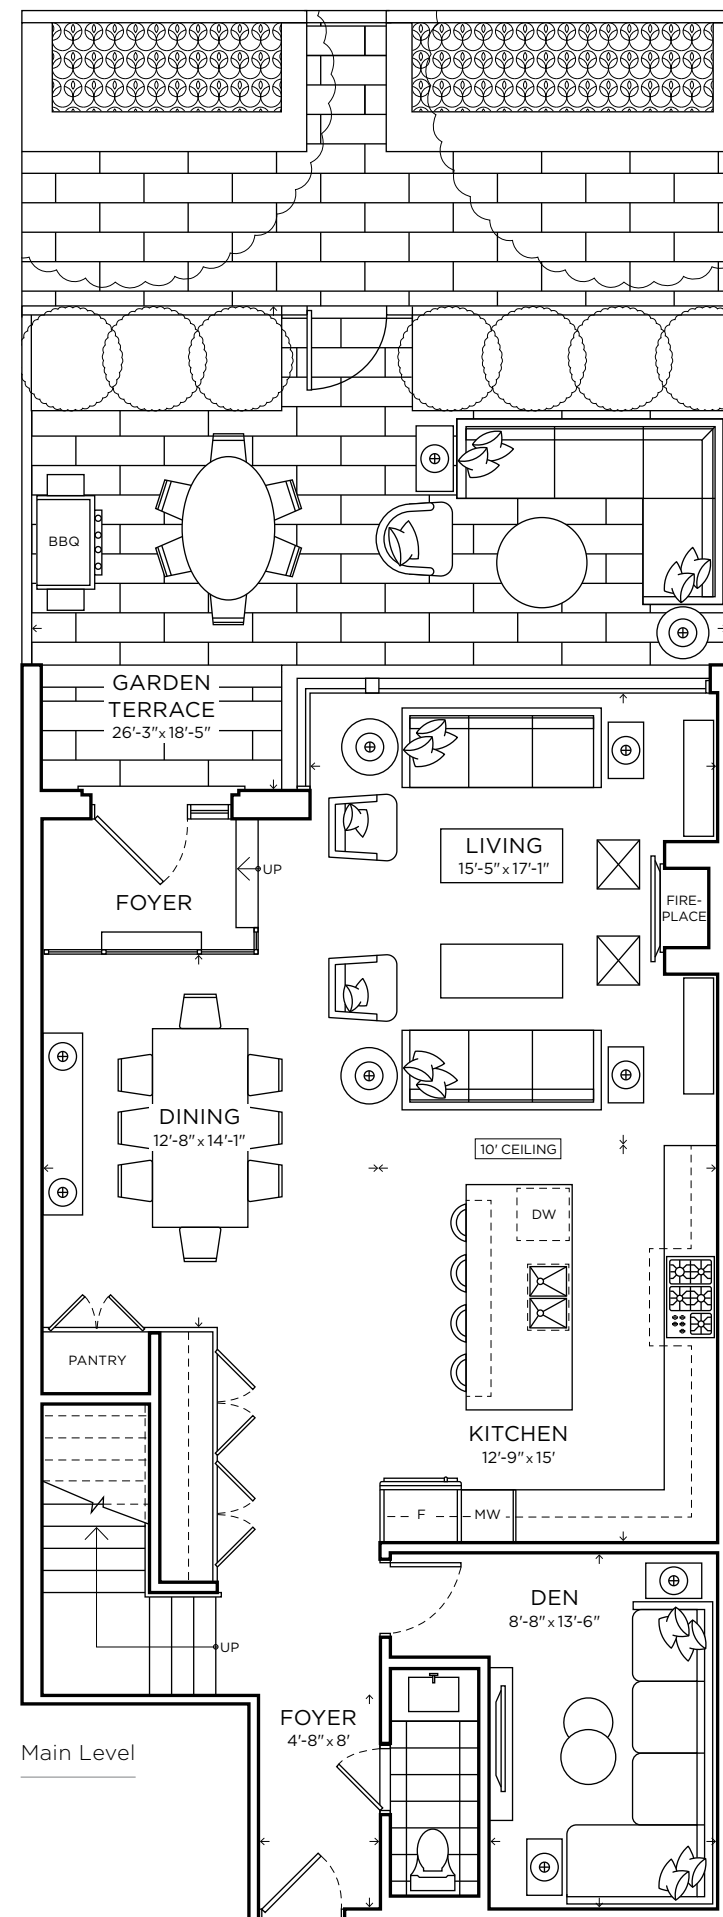 BBQ
GARDEN
TERRACE
26'-3" x 18'-5"
LIVING
15'-5" x 17'-1"
UP
FOYER
FIRE-
PLACE
DINING
12'-8" x 14'-1"
10' CEILING
DW
PANTRY
KITCHEN
12'-9" x 15'
F
MW
DEN
8'-8" x 13'-6"
UP
FOYER
4'-8" x 8'
Main Level